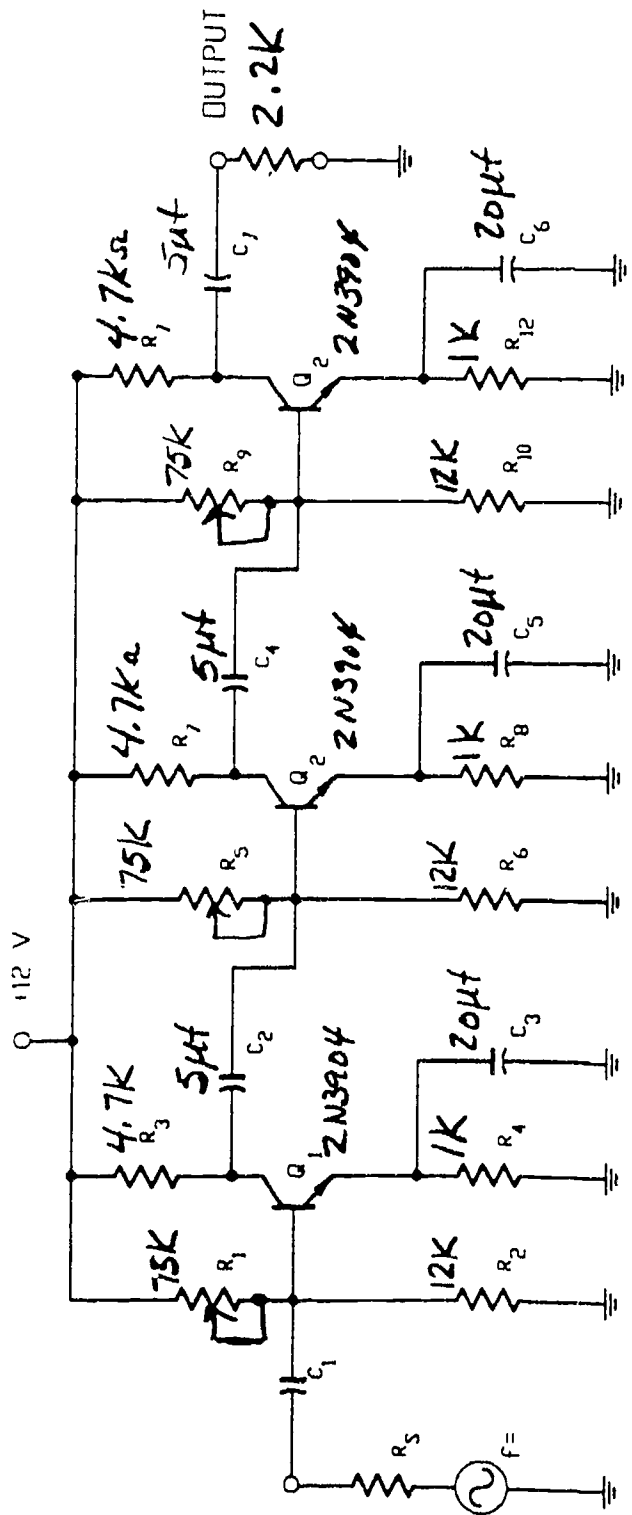 +12 V
75K
R1
4.7K
R3
5µf
C2
75K
R5
4.7Ka
R7
5µf
C4
75K
R9
4.7KΩ
R7
5µf
C7
OUTPUT
2.2K
C1
Q1
2N3904
Q2
2N3904
Q2
2N3904
RS
f=
12K
R2
1K
R4
20µf
C3
12K
R6
1K
R8
20µf
C5
12K
R10
1K
R12
20µf
C6